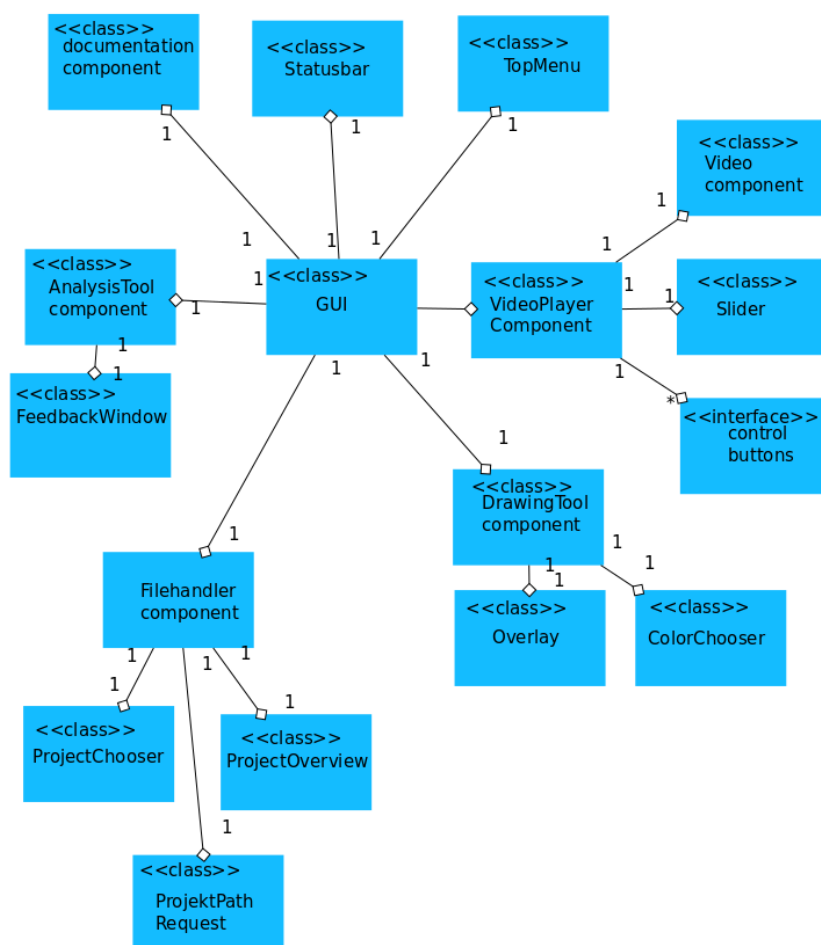 <<class>>
documentation
component
1
<<class>>
Statusbar
1
<<class>>
TopMenu
1
<<class>>
Video
component
1
1
1
1
1
<<class>>
AnalysisTool
component
1
1
<<class>>
GUI
<<class>>
VideoPlayer
Component
1
1
1
<<class>>
Slider
1
1
<<class>>
FeedbackWindow
1
1
1
*
<<interface>>
control
buttons
1
<<class>>
DrawingTool
component
1
1
1
1
1
<<class>>
Overlay
<<class>>
ColorChooser
Filehandler
component
1
1
1
1
1
<<class>>
ProjectChooser
<<class>>
ProjectOverview
1
<<class>>
ProjektPath
Request